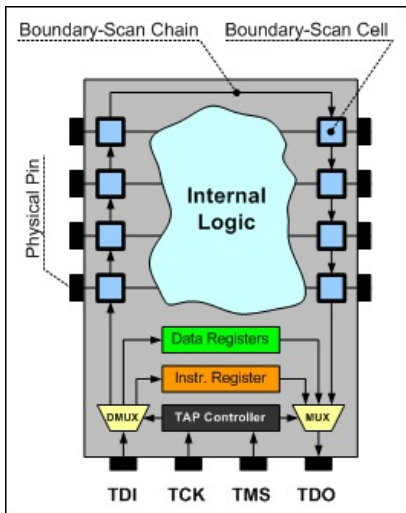 Boundary-Scan Chain
Boundary-Scan Cell
Physical Pin
Internal
Logic
Data Registers
Instr. Register
DMUX
TAP Controller
MUX
TDI
TCK
TMS
TDO